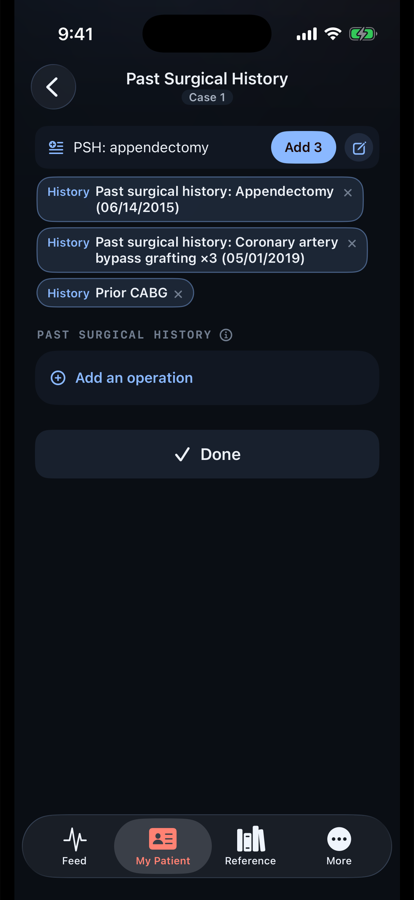 9:41
Past Surgical History
Case 1
PSH: appendectomy
Add 3
History Past surgical history: Appendectomy
(06/14/2015)
History Past surgical history: Coronary artery
bypass grafting ×3 (05/01/2019)
History Prior CABG
PAST SURGICAL HISTORY
Add an operation
Done
Feed
My Patient
Reference
More